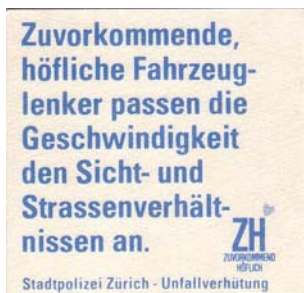 Zuvorkommende,
höfliche Fahrzeug-
lenker passen die
Geschwindigkeit
den Sicht- und
Strassenverhält-
nissen an.
ZH
ZUVORKOMMEND
HÖFLICH
Stadtpolizei Zürich - Unfallverhütung